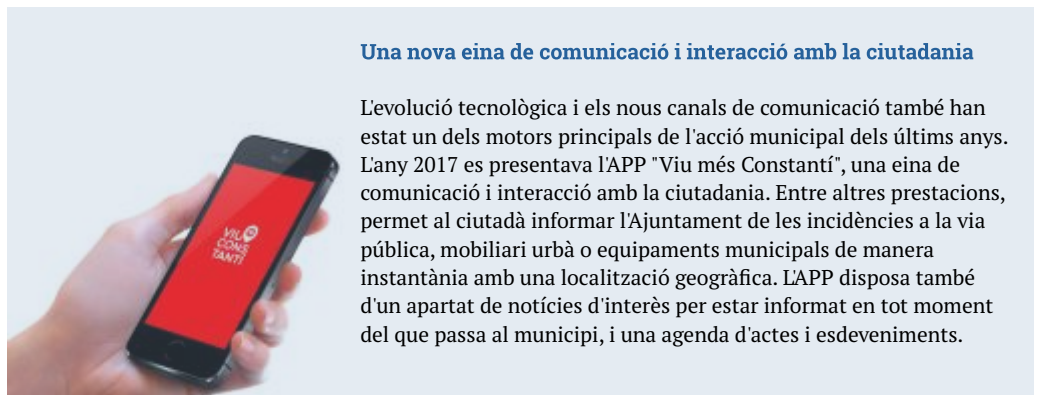 Una nova eina de comunicació i interacció amb la ciutadania
L'evolució tecnològica i els nous canals de comunicació també han
estat un dels motors principals de l'acció municipal dels últims anys.
L'any 2017 es presentava l'APP "Viu més Constantí", una eina de
comunicació i interacció amb la ciutadania. Entre altres prestacions,
permet al ciutadà informar l'Ajuntament de les incidències a la via
pública, mobiliari urbà o equipaments municipals de manera
instantània amb una localització geogràfica. L'APP disposa també
d'un apartat de notícies d'interès per estar informat en tot moment
del que passa al municipi, i una agenda d'actes i esdeveniments.
VIU
CONS
TANTÍ